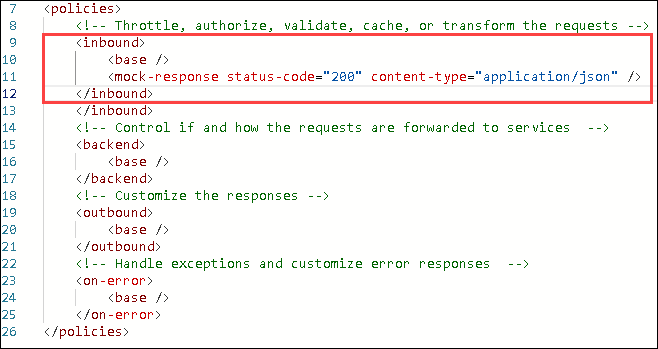 7 <policies>
8 <!-- Throttle, authorize, validate, cache, or transform the requests -->
9 <inbound>
10 <base />
11 <mock-response status-code="200" content-type="application/json" />
12 </inbound>
13 </inbound>
14 <!-- Control if and how the requests are forwarded to services  -->
15 <backend>
16 <base />
17 </backend>
18 <!-- Customize the responses -->
19 <outbound>
20 <base />
21 </outbound>
22 <!-- Handle exceptions and customize error responses  -->
23 <on-error>
24 <base />
25 </on-error>
26 </policies>